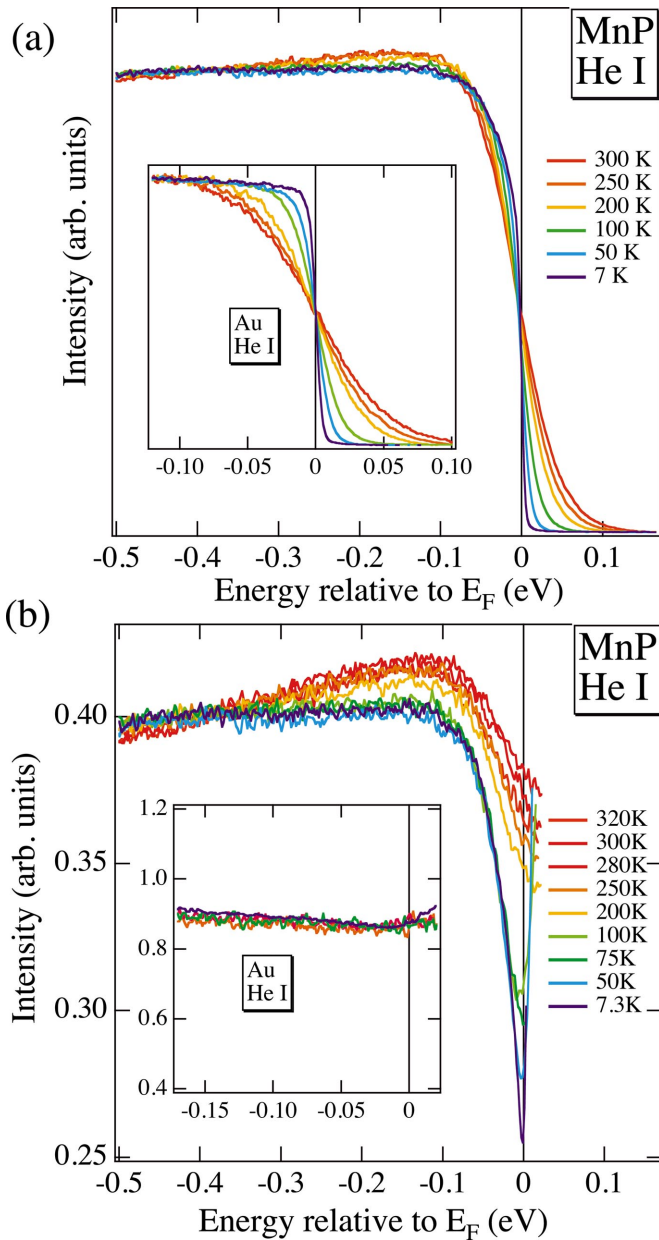 (a)
MnP
He I
300 K
250 K
200 K
100 K
50 K
7 K
Intensity (arb. units)
Au
He I
-0.10 -0.05 0 0.05 0.10
-0.5 -0.4 -0.3 -0.2 -0.1 0 0.1
Energy relative to E_F (eV)
(b)
MnP
He I
0.40
0.35
0.30
0.25
Intensity (arb. units)
1.2
1.0
0.8
0.6
0.4
Au
He I
-0.15 -0.10 -0.05 0
320K
300K
280K
250K
200K
100K
75K
50K
7.3K
-0.5 -0.4 -0.3 -0.2 -0.1 0 0.1
Energy relative to E_F (eV)